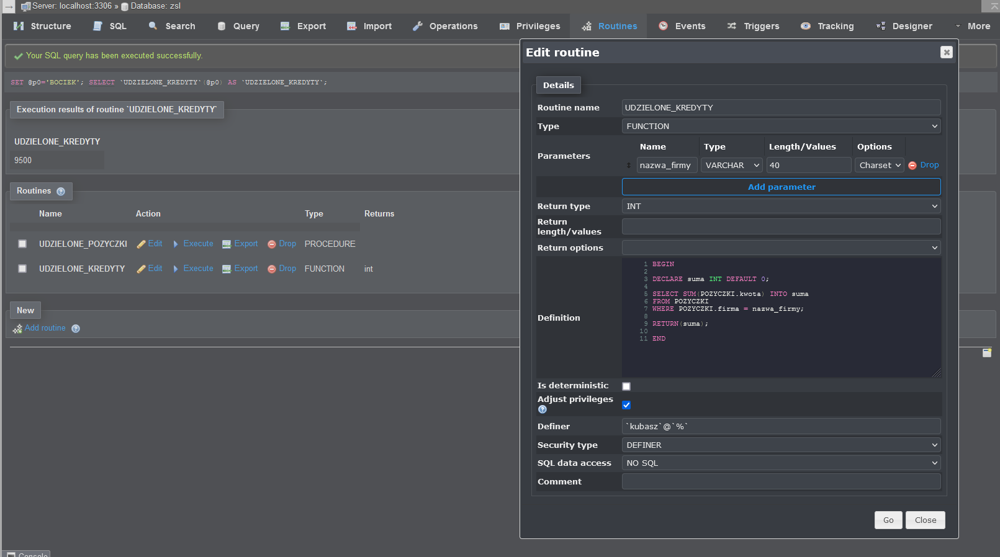 Server: localhost:3306 » Database: zsl
Structure SQL Search Query Export Import Operations Privileges Routines Events Triggers Tracking Designer More
Your SQL query has been executed successfully.
SET @p0='BOCIEK'; SELECT `UDZIELONE_KREDYTY`(@p0) AS `UDZIELONE_KREDYTY`;
Execution results of routine `UDZIELONE_KREDYTY`
UDZIELONE_KREDYTY
9500
Routines
Name Action Type Returns
UDZIELONE_POZYCZKI Edit Execute Export Drop PROCEDURE
UDZIELONE_KREDYTY Edit Execute Export Drop FUNCTION int
New
Add routine
Console
Edit routine
Details
Routine name UDZIELONE_KREDYTY
Type FUNCTION
Parameters
Name Type Length/Values Options
nazwa_firmy VARCHAR 40 Charset Drop
Add parameter
Return type INT
Return
length/values
Return options
Definition
1 BEGIN
2
3 DECLARE suma INT DEFAULT 0;
4
5 SELECT SUM(POZYCZKI.kwota) INTO suma
6 FROM POZYCZKI
7 WHERE POZYCZKI.firma = nazwa_firmy;
8
9 RETURN(suma);
10
11 END
Is deterministic
Adjust privileges
Definer `kubasz`@`%`
Security type DEFINER
SQL data access NO SQL
Comment
Go Close